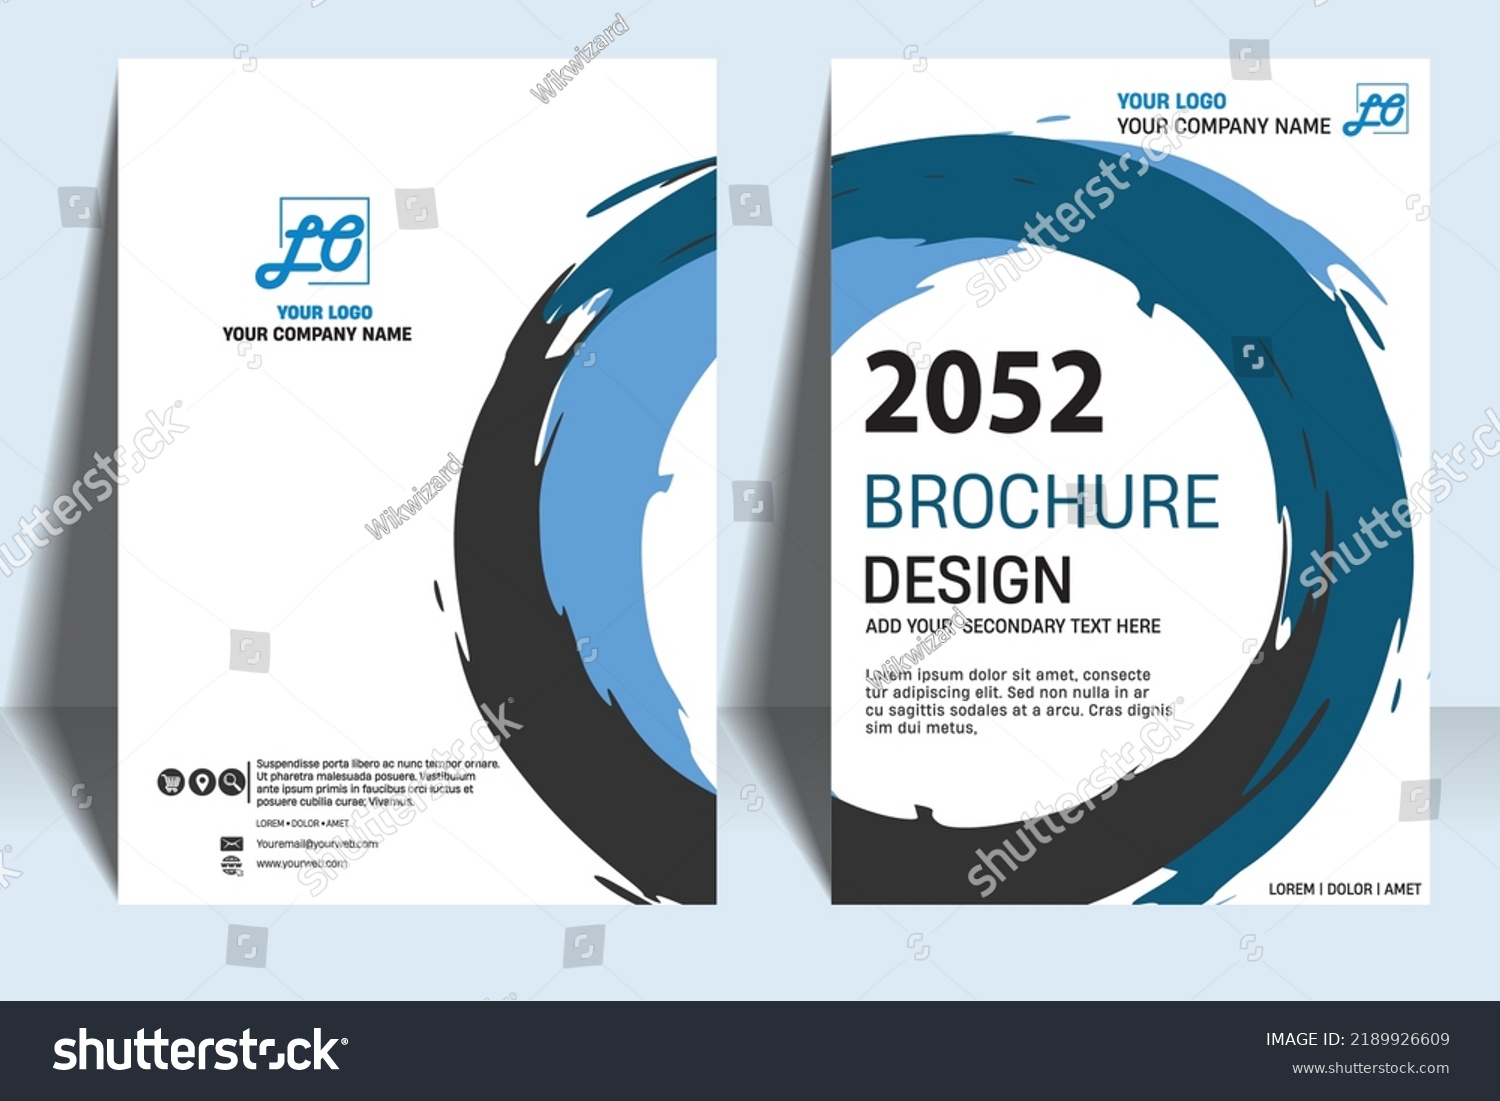 YOUR LOGO
YOUR COMPANY NAME
Suspendisse porta libero ac nunc tempor ornare.
Ut pharetra malesuada posuere. Vestibulum
ante ipsum primis in faucibus orci luctus et
posuere cubilia curae; Vivamus.
LOREM • DOLOR • AMET
Youremail@yourweb.com
www.yourweb.com
YOUR LOGO
YOUR COMPANY NAME
LO
LO
2052
BROCHURE
DESIGN
ADD YOUR SECONDARY TEXT HERE
Lorem ipsum dolor sit amet, consecte
tur adipiscing elit. Sed non nulla in ar
cu sagittis sodales at a arcu. Cras dignis
sim dui metus,
LOREM | DOLOR | AMET
shutterstock
shutterstock
shutterstock
shutterstock
shutterstock
Wikwizard
Wikwizard
Wikwizard
shutterstock
IMAGE ID: 2189926609
www.shutterstock.com